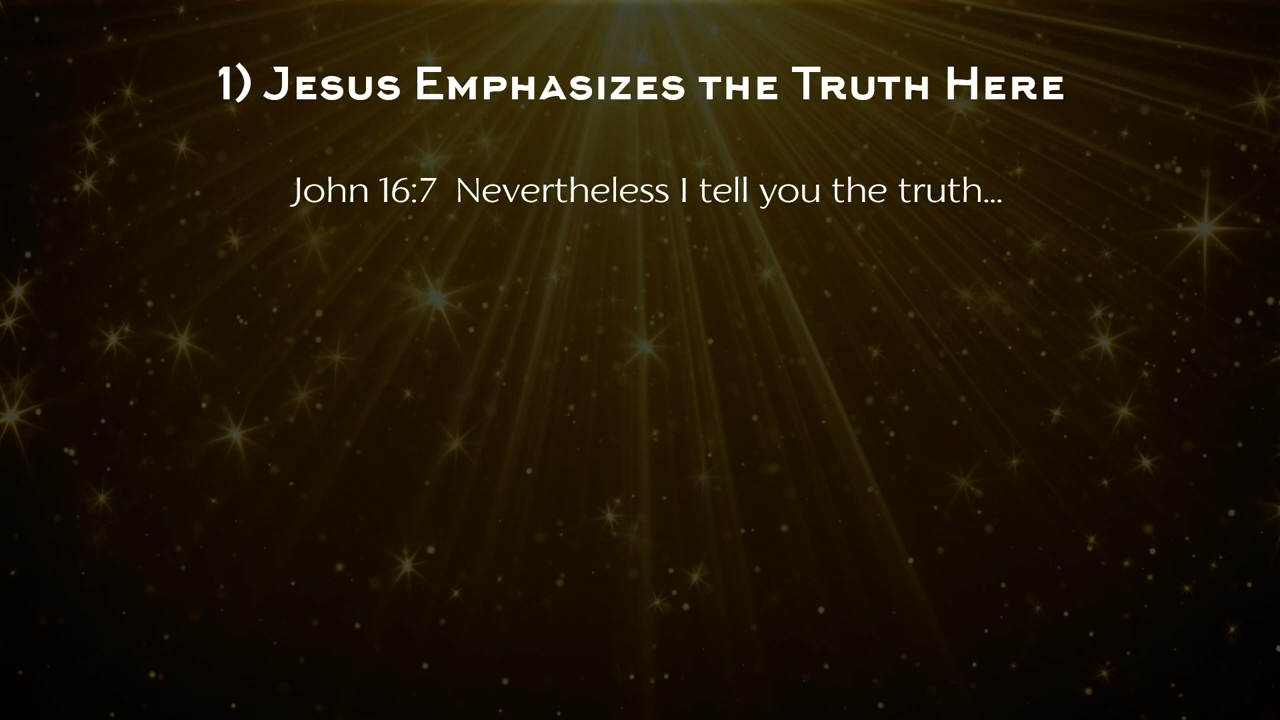 1) Jesus Emphasizes the Truth Here
John 16:7 Nevertheless I tell you the truth...